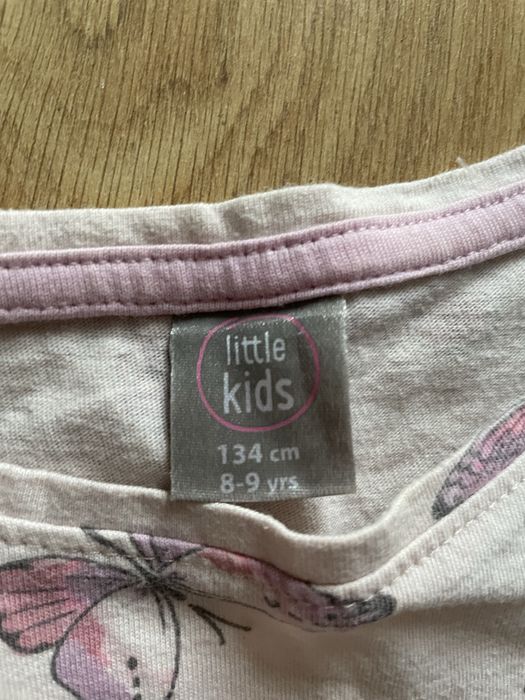 little
kids
134 cm
8-9 yrs